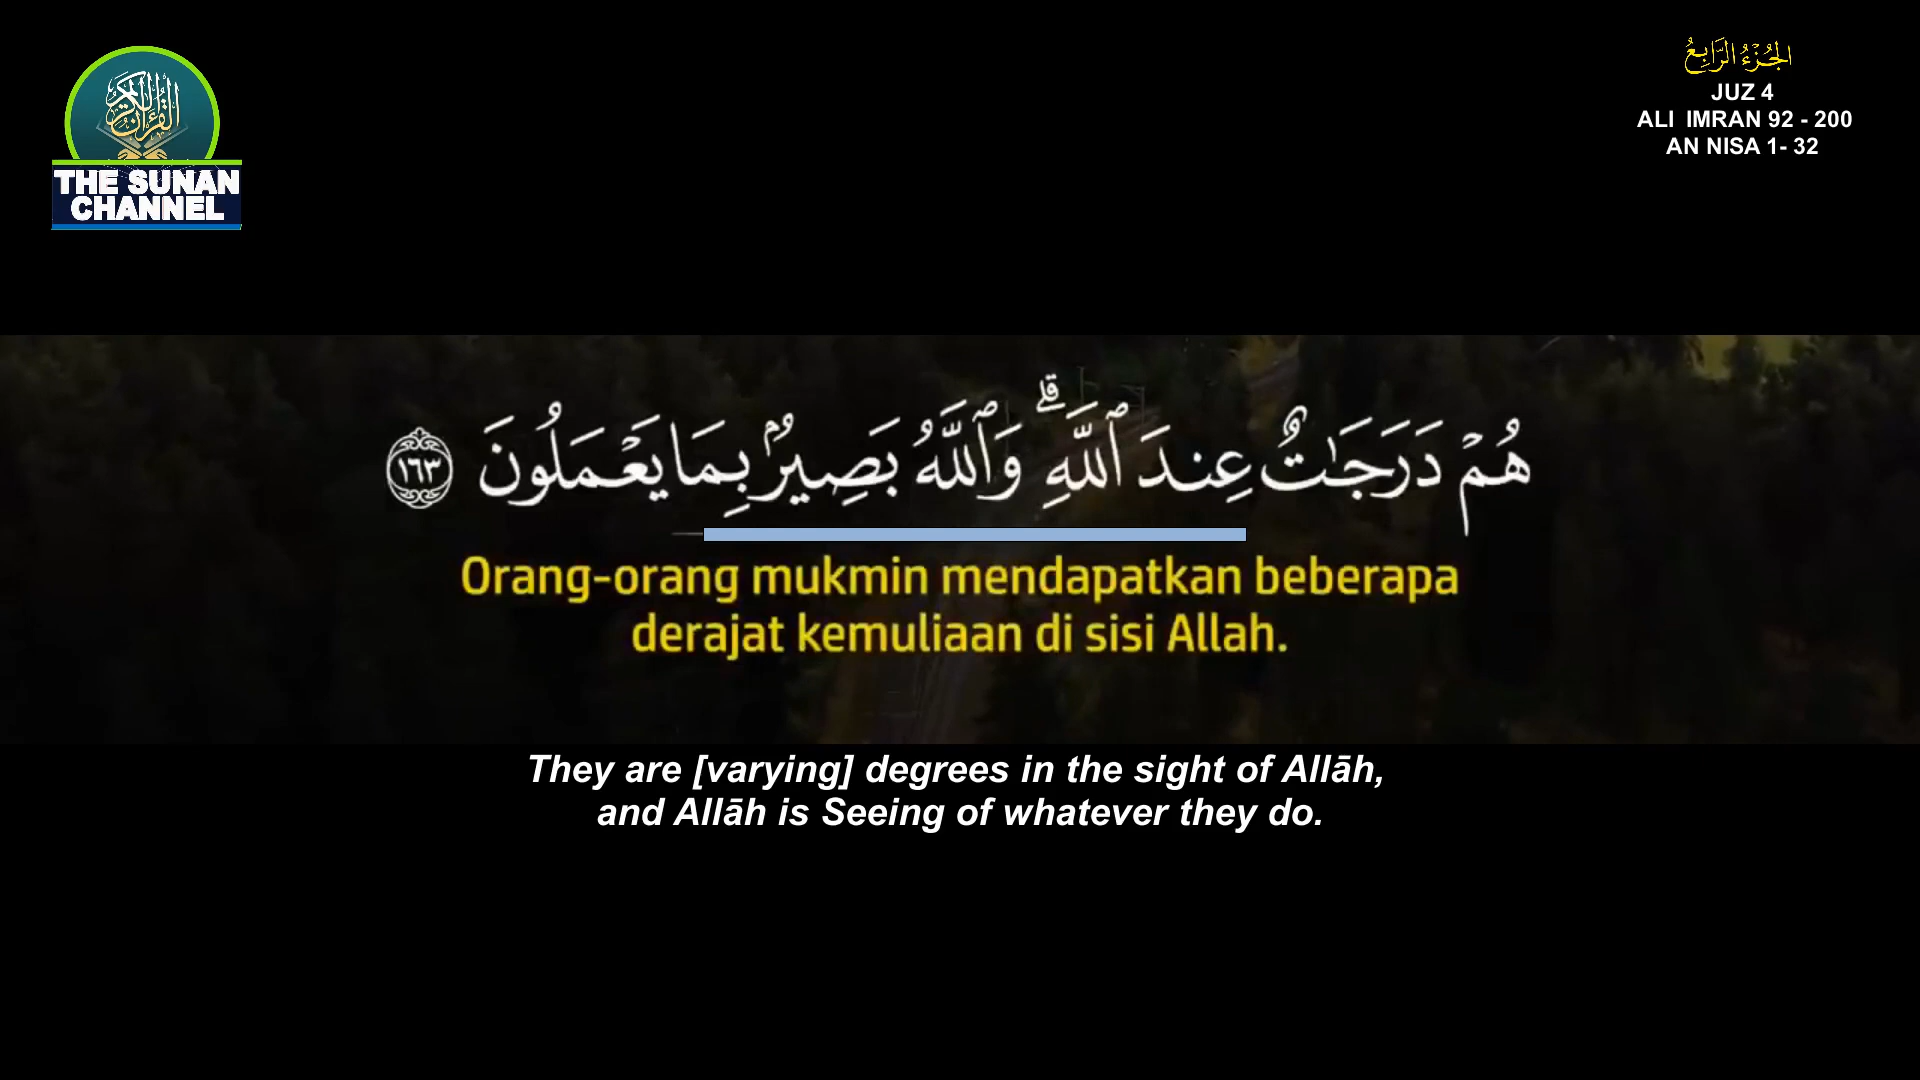 القرآن الكريم
THE SUNAN
CHANNEL
الجُزْءُ الرَّابِعُ
JUZ 4
ALI IMRAN 92 - 200
AN NISA 1- 32
هُمْ دَرَجَٰتٌ عِندَ ٱللَّهِ ۗ وَٱللَّهُ بَصِيرٌۢ بِمَا يَعْمَلُونَ ١٦٣
Orang-orang mukmin mendapatkan beberapa
derajat kemuliaan di sisi Allah.
They are [varying] degrees in the sight of Allāh,
and Allāh is Seeing of whatever they do.